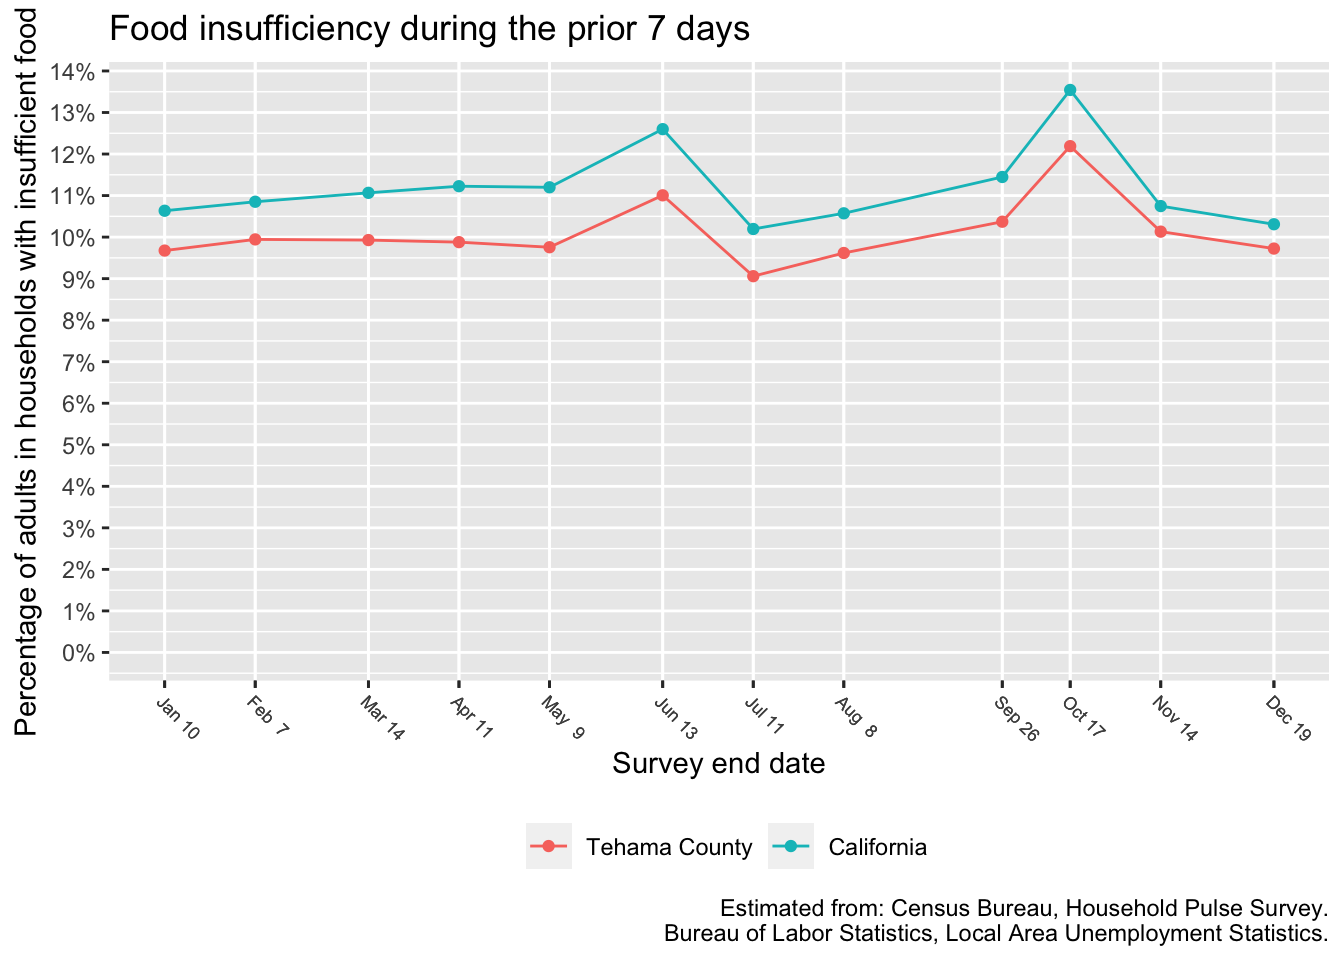 Food insufficiency during the prior 7 days
Percentage of adults in households with insufficient food
14%
13%
12%
11%
10%
9%
8%
7%
6%
5%
4%
3%
2%
1%
0%
Jan 10
Feb 7
Mar 14
Apr 11
May 9
Jun 13
Jul 11
Aug 8
Sep 26
Oct 17
Nov 14
Dec 19
Survey end date
Tehama County
California
Estimated from: Census Bureau, Household Pulse Survey.
Bureau of Labor Statistics, Local Area Unemployment Statistics.